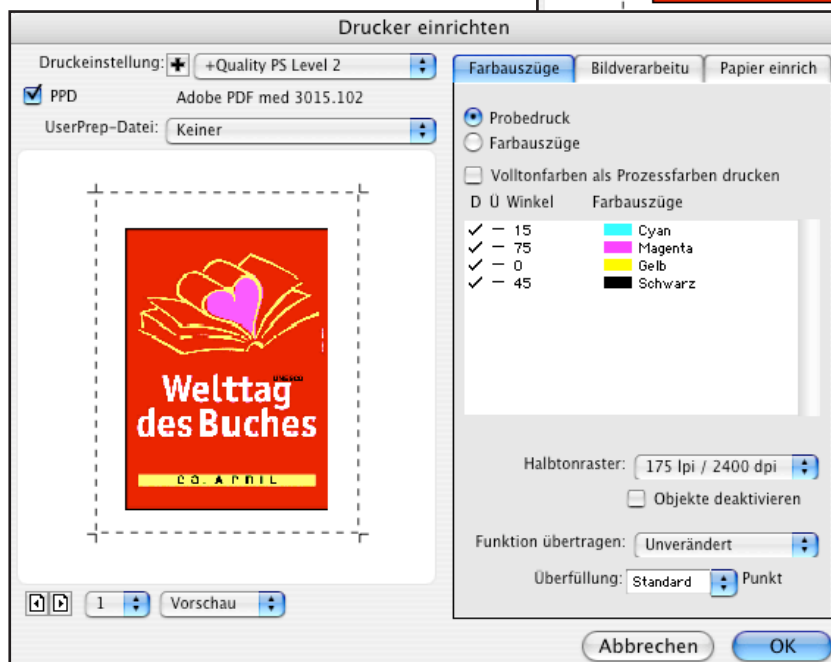 Drucker einrichten
Druckeinstellung: +Quality PS Level 2
PPD Adobe PDF med 3015.102
UserPrep-Datei: Keiner
Welttag
des Buches
UNESCO
APRIL
1 Vorschau
Farbauszüge Bildverarbeitu Papier einrich
Probedruck
Farbauszüge
Volltonfarben als Prozessfarben drucken
D Ü Winkel Farbauszüge
15 Cyan
75 Magenta
0 Gelb
45 Schwarz
Halbtonraster: 175 lpi / 2400 dpi
Objekte deaktivieren
Funktion übertragen: Unverändert
Überfüllung: Standard Punkt
Abbrechen OK